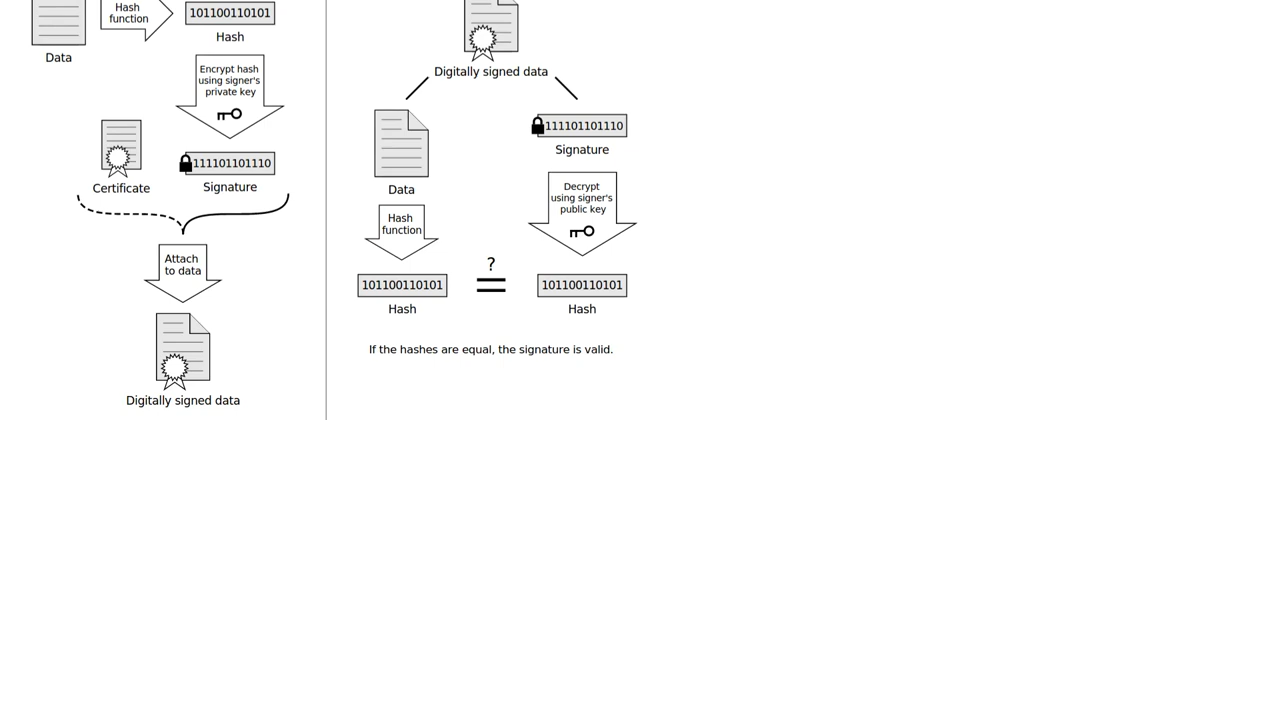 Hash
function
101100110101
Hash
Data
Encrypt hash
using signer's
private key
Certificate
111101101110
Signature
Attach
to data
Digitally signed data
Digitally signed data
Data
Hash
function
101100110101
Hash
111101101110
Signature
Decrypt
using signer's
public key
101100110101
Hash
?
=
If the hashes are equal, the signature is valid.